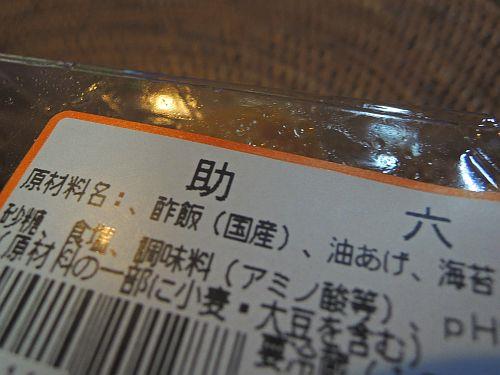 助 六
原材料名:、酢飯(国産)、油あげ、海苔
砂糖、食塩、調味料(アミノ酸等)、pH
(原材料の一部に小麦・大豆を含む)